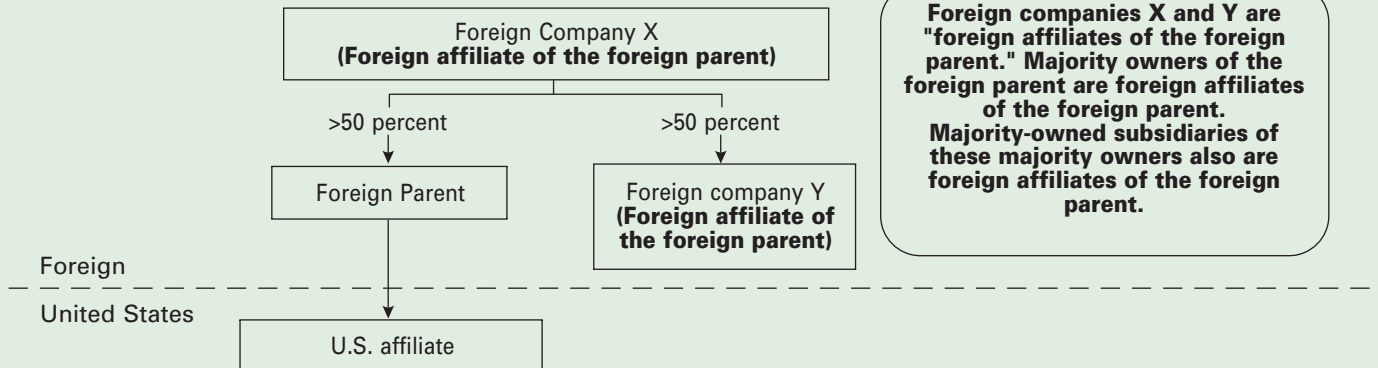 Foreign Company X
(Foreign affiliate of the foreign parent)
>50 percent
>50 percent
Foreign Parent
Foreign company Y
(Foreign affiliate of
the foreign parent)
Foreign companies X and Y are
"foreign affiliates of the foreign
parent." Majority owners of the
foreign parent are foreign affiliates
of the foreign parent.
Majority-owned subsidiaries of
these majority owners also are
foreign affiliates of the foreign
parent.
Foreign
United States
U.S. affiliate